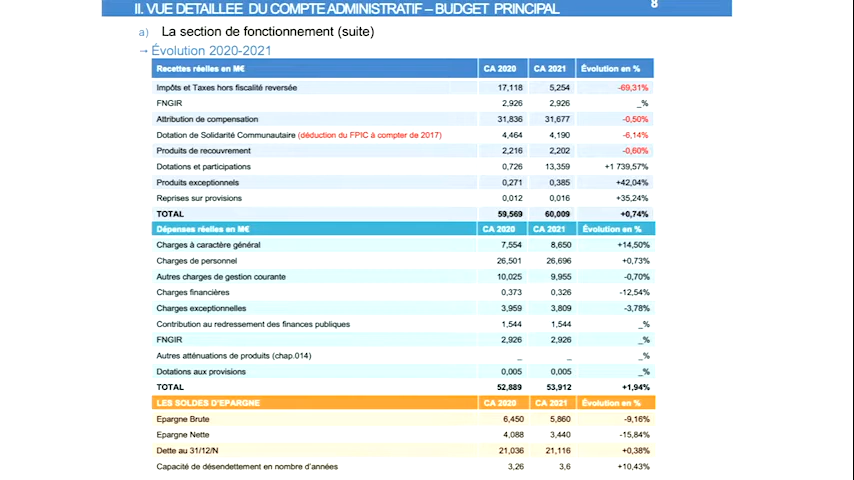 II. VUE DETAILLEE DU COMPTE ADMINISTRATIF – BUDGET PRINCIPAL 8
a) La section de fonctionnement (suite)
→ Évolution 2020-2021
Recettes réelles en M€ CA 2020 CA 2021 Évolution en %
Impôts et Taxes hors fiscalité reversée 17,118 5,254 -69,31%
FNGIR 2,926 2,926 _%
Attribution de compensation 31,836 31,677 -0,50%
Dotation de Solidarité Communautaire (déduction du FPIC à compter de 2017) 4,464 4,190 -6,14%
Produits de recouvrement 2,216 2,202 -0,60%
Dotations et participations 0,726 13,359 +1 739,57%
Produits exceptionnels 0,271 0,385 +42,04%
Reprises sur provisions 0,012 0,016 +35,24%
TOTAL 59,569 60,009 +0,74%
Dépenses réelles en M€ CA 2020 CA 2021 Évolution en %
Charges à caractère général 7,554 8,650 +14,50%
Charges de personnel 26,501 26,696 +0,73%
Autres charges de gestion courante 10,025 9,955 -0,70%
Charges financières 0,373 0,326 -12,54%
Charges exceptionnelles 3,959 3,809 -3,78%
Contribution au redressement des finances publiques 1,544 1,544 _%
FNGIR 2,926 2,926 _%
Autres atténuations de produits (chap.014) _ _ _%
Dotations aux provisions 0,005 0,005 _%
TOTAL 52,889 53,912 +1,94%
LES SOLDES D'EPARGNE CA 2020 CA 2021 Évolution en %
Epargne Brute 6,450 5,860 -9,16%
Epargne Nette 4,088 3,440 -15,84%
Dette au 31/12/N 21,036 21,116 +0,38%
Capacité de désendettement en nombre d'années 3,26 3,6 +10,43%